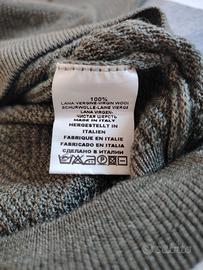 100%
LANA-VERGINE-VIRGIN WOOL
SCHURWOLLE-LAINE VIERGE
LANA VIRGEN-
ЧИСТАЯ ШЕРСТЬ
MADE IN ITALY
HERGESTELLT IN
ITALIEN
FABRIQUE EN ITALIE
FABRICADO EN ITALIA
СДЕЛАНО В ИТАЛИИ
subito